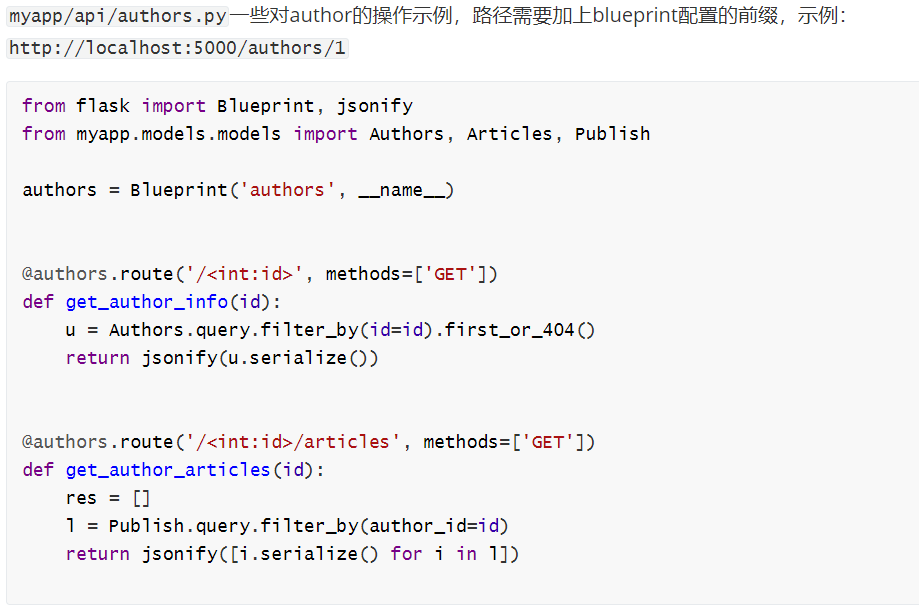 myapp/api/authors.py一些对author的操作示例，路径需要加上blueprint配置的前缀，示例：
http://localhost:5000/authors/1
from flask import Blueprint, jsonify
from myapp.models.models import Authors, Articles, Publish
authors = Blueprint('authors', __name__)
@authors.route('/<int:id>', methods=['GET'])
def get_author_info(id):
    u = Authors.query.filter_by(id=id).first_or_404()
    return jsonify(u.serialize())
@authors.route('/<int:id>/articles', methods=['GET'])
def get_author_articles(id):
    res = []
    l = Publish.query.filter_by(author_id=id)
    return jsonify([i.serialize() for i in l])